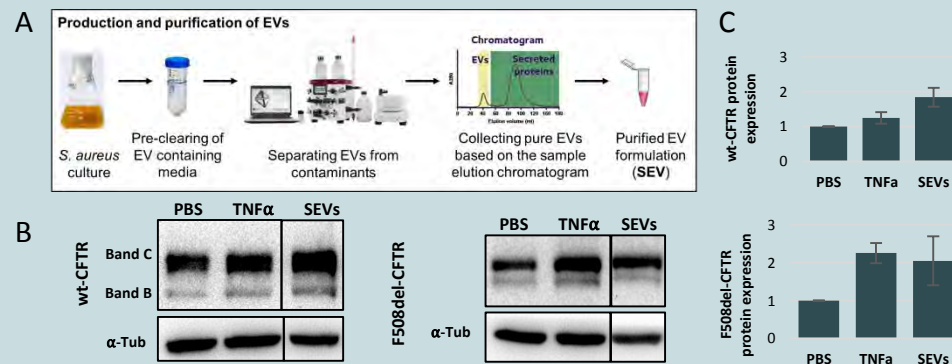 A
Production and purification of EVs
Chromatogram
EVs
Secreted
proteins
Elution volume (ml)
S. aureus
culture
Pre-clearing of
EV containing
media
Separating EVs from
contaminants
Collecting pure EVs
based on the sample
elution chromatogram
Purified EV
formulation
(SEV)
B
wt-CFTR
PBS
TNFα
SEVs
Band C
Band B
α-Tub
F508del-CFTR
PBS
TNFα
SEVs
α-Tub
C
wt-CFTR protein
expression
3
2
1
0
PBS
TNFa
SEVs
F508del-CFTR
protein expression
3
2
1
0
PBS
TNFa
SEVs